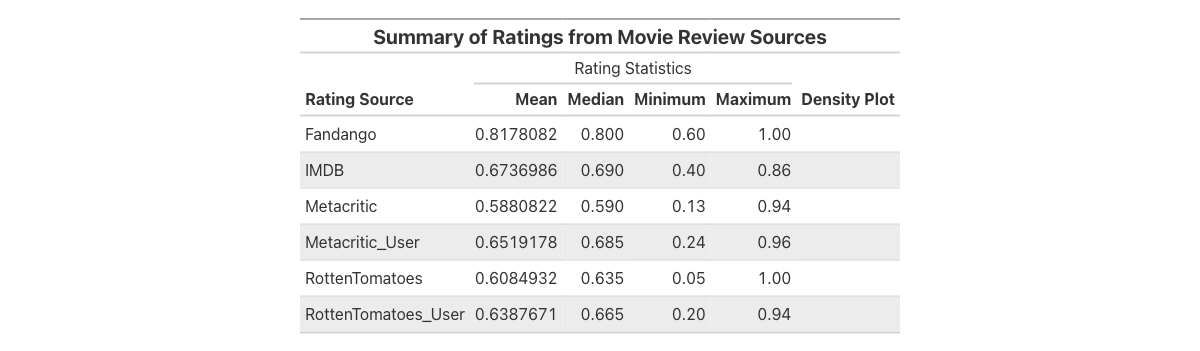 Summary of Ratings from Movie Review Sources
Rating Statistics
Rating Source Mean Median Minimum Maximum Density Plot
Fandango 0.8178082 0.800 0.60 1.00
IMDB 0.6736986 0.690 0.40 0.86
Metacritic 0.5880822 0.590 0.13 0.94
Metacritic_User 0.6519178 0.685 0.24 0.96
RottenTomatoes 0.6084932 0.635 0.05 1.00
RottenTomatoes_User 0.6387671 0.665 0.20 0.94